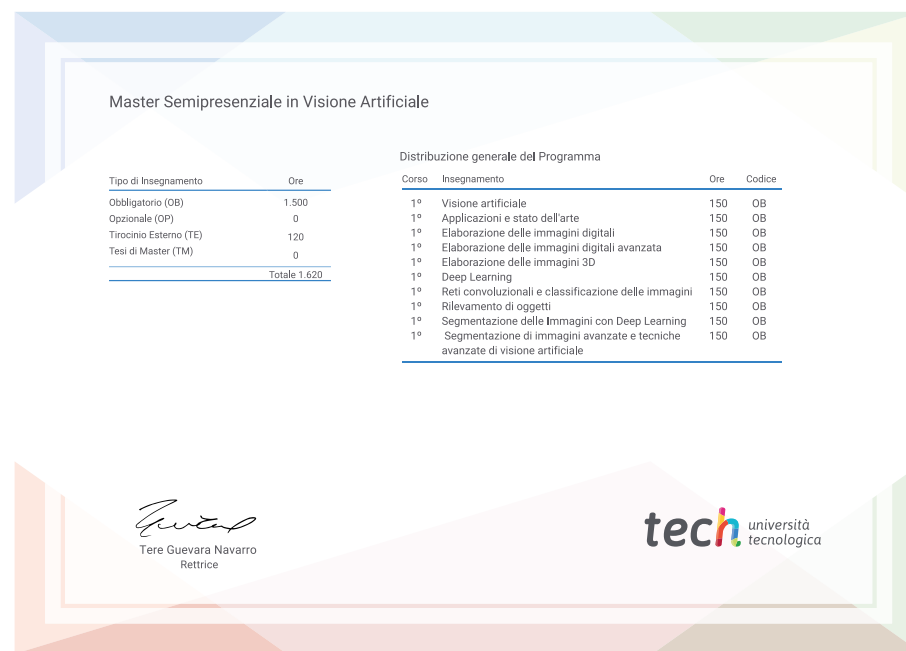 Master Semipresenziale in Visione Artificiale
Tipo di Insegnamento Ore
Obbligatorio (OB) 1.500
Opzionale (OP) 0
Tirocinio Esterno (TE) 120
Tesi di Master (TM) 0
Totale 1.620
Distribuzione generale del Programma
Corso Insegnamento Ore Codice
1º Visione artificiale 150 OB
1º Applicazioni e stato dell'arte 150 OB
1º Elaborazione delle immagini digitali 150 OB
1º Elaborazione delle immagini digitali avanzata 150 OB
1º Elaborazione delle immagini 3D 150 OB
1º Deep Learning 150 OB
1º Reti convoluzionali e classificazione delle immagini 150 OB
1º Rilevamento di oggetti 150 OB
1º Segmentazione delle Immagini con Deep Learning 150 OB
1º Segmentazione di immagini avanzate e tecniche 150 OB
avanzate di visione artificiale
Tere Guevara Navarro
Rettrice
tech università
tecnologica